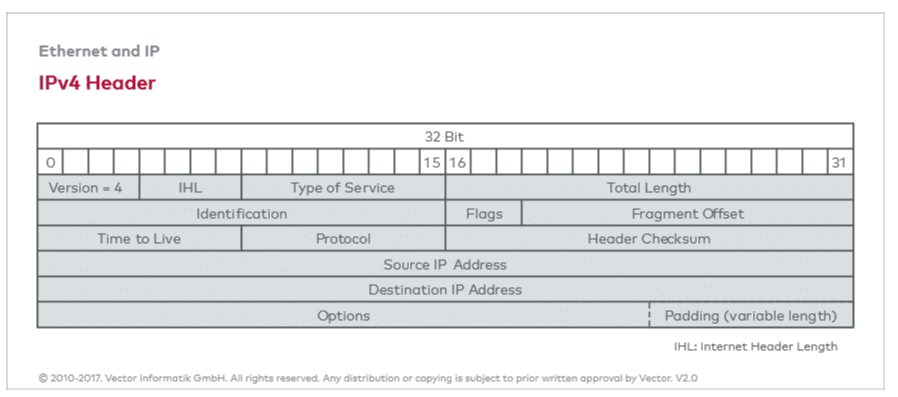 Ethernet and IP
IPv4 Header
32 Bit
0 15 16 31
Version = 4 IHL Type of Service Total Length
Identification Flags Fragment Offset
Time to Live Protocol Header Checksum
Source IP Address
Destination IP Address
Options Padding (variable length)
IHL: Internet Header Length
© 2010-2017. Vector Informatik GmbH. All rights reserved. Any distribution or copying is subject to prior written approval by Vector. V2.0